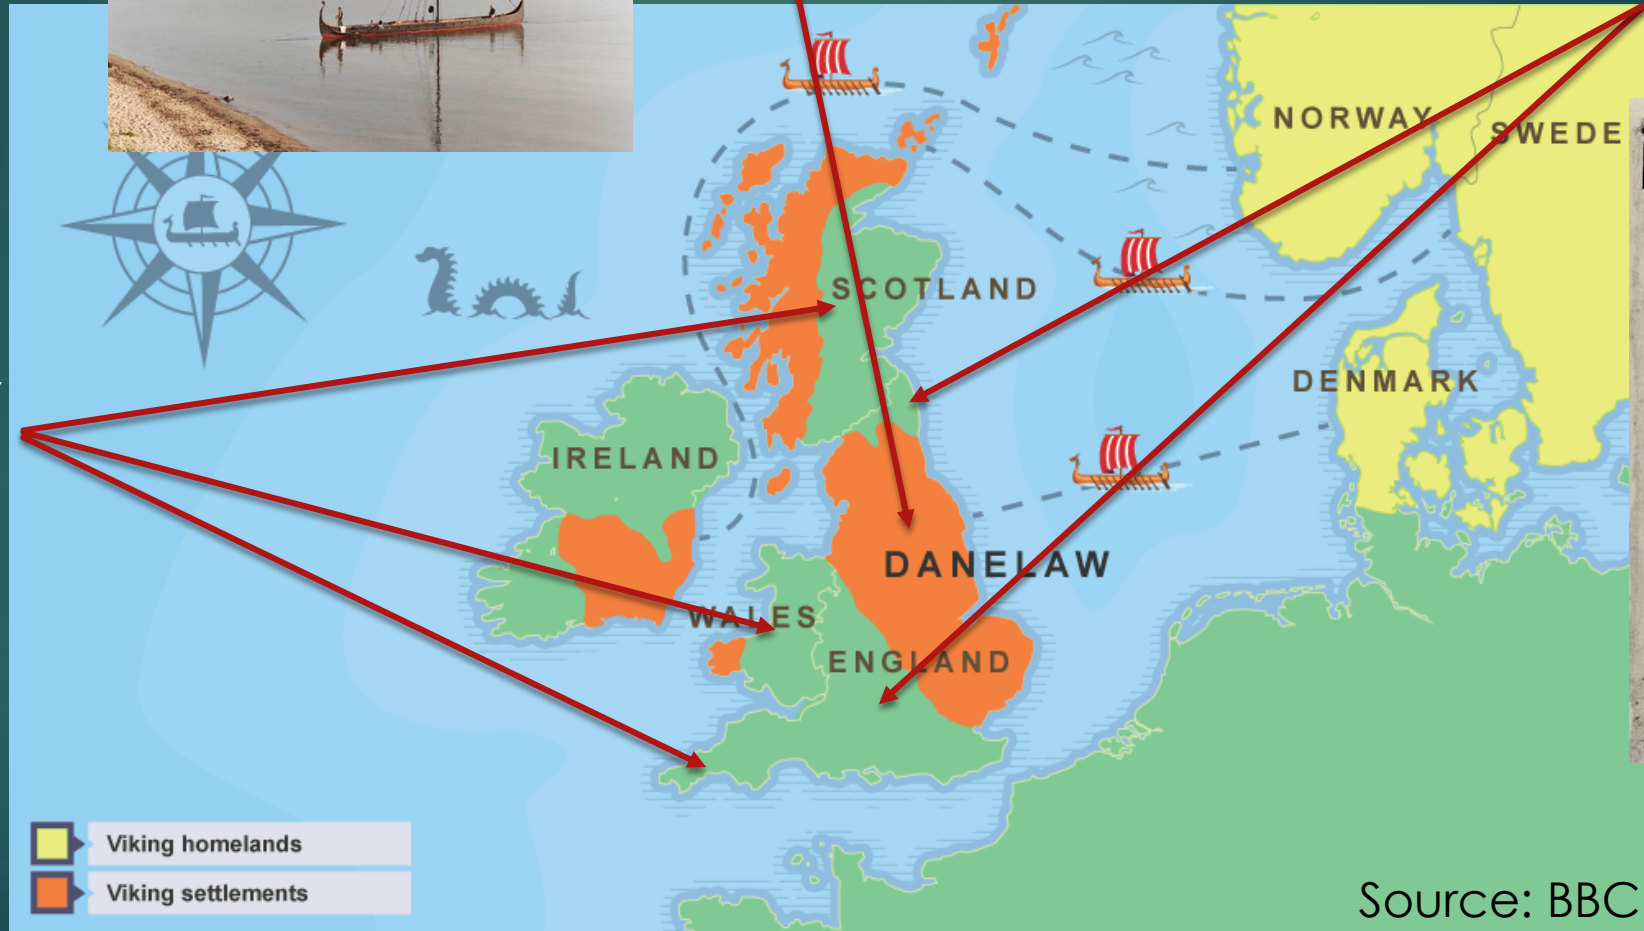 NORWAY
SWEDE
SCOTLAND
DENMARK
IRELAND
DANELAW
WALES
ENGLAND
Viking homelands
Viking settlements
Source: BBC